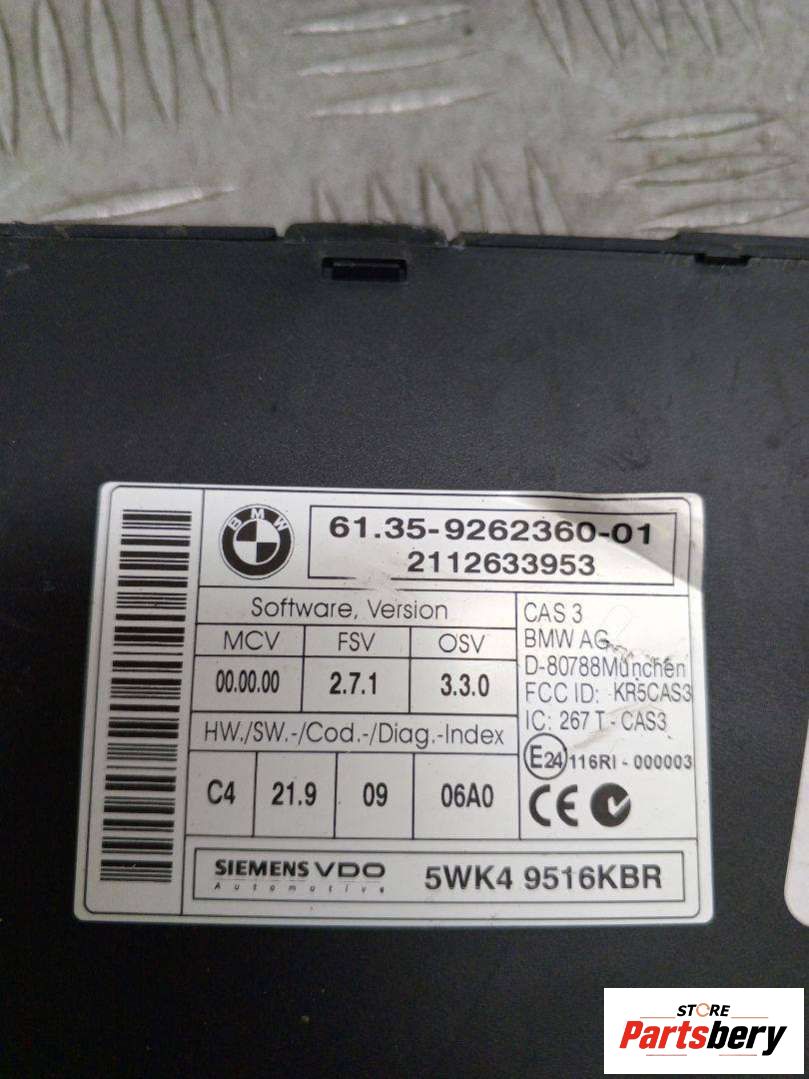 BMW
61.35-9262360-01
2112633953
Software, Version
MCV FSV OSV
00.00.00 2.7.1 3.3.0
HW./SW.-/Cod.-/Diag.-Index
C4 21.9 09 06A0
CAS 3
BMW AG
D-80788München
FCC ID: KR5CAS3
IC: 267 T - CAS3
E24 116RI - 000003
CE
SIEMENS VDO
Automotive
5WK4 9516KBR
STORE
Partsbery